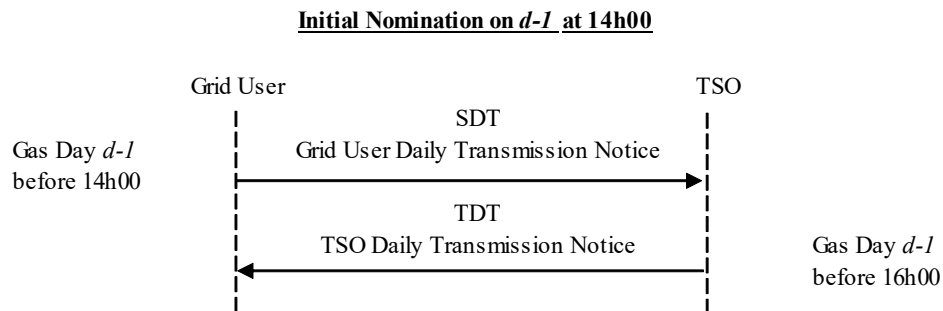 Initial Nomination on d-1 at 14h00
Grid User
TSO
SDT
Grid User Daily Transmission Notice
Gas Day d-1
before 14h00
TDT
TSO Daily Transmission Notice
Gas Day d-1
before 16h00